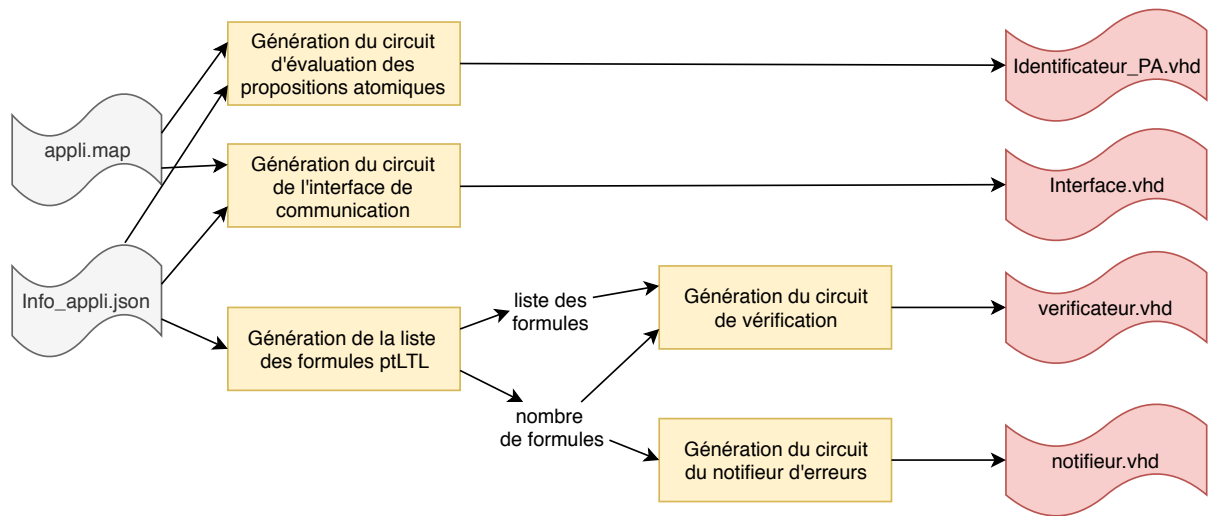 Génération du circuit
d'évaluation des
propositions atomiques
Identificateur_PA.vhd
appli.map
Génération du circuit
de l'interface de
communication
Interface.vhd
Info_appli.json
Génération de la liste
des formules ptLTL
liste des
formules
nombre
de formules
Génération du circuit
de vérification
verificateur.vhd
Génération du circuit
du notifieur d'erreurs
notifieur.vhd